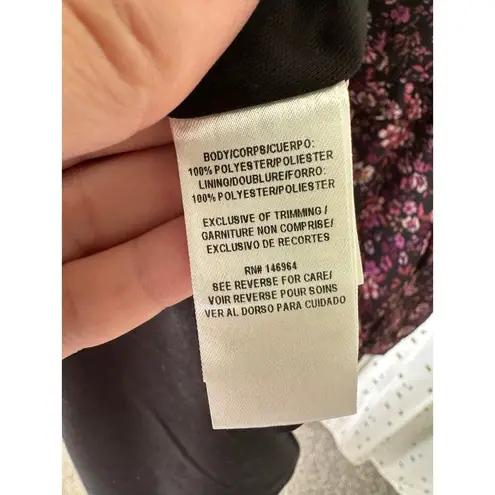 BODY/CORPS/CUERPO:
100% POLYESTER/POLIESTER
LINING/DOUBLURE/FORRO:
100% POLYESTER/POLIESTER
EXCLUSIVE OF TRIMMING /
GARNITURE NON COMPRISE/
EXCLUSIVO DE RECORTES
RN# 146964
SEE REVERSE FOR CARE/
VOIR REVERSE POUR SOINS
VER AL DORSO PARA CUIDADO